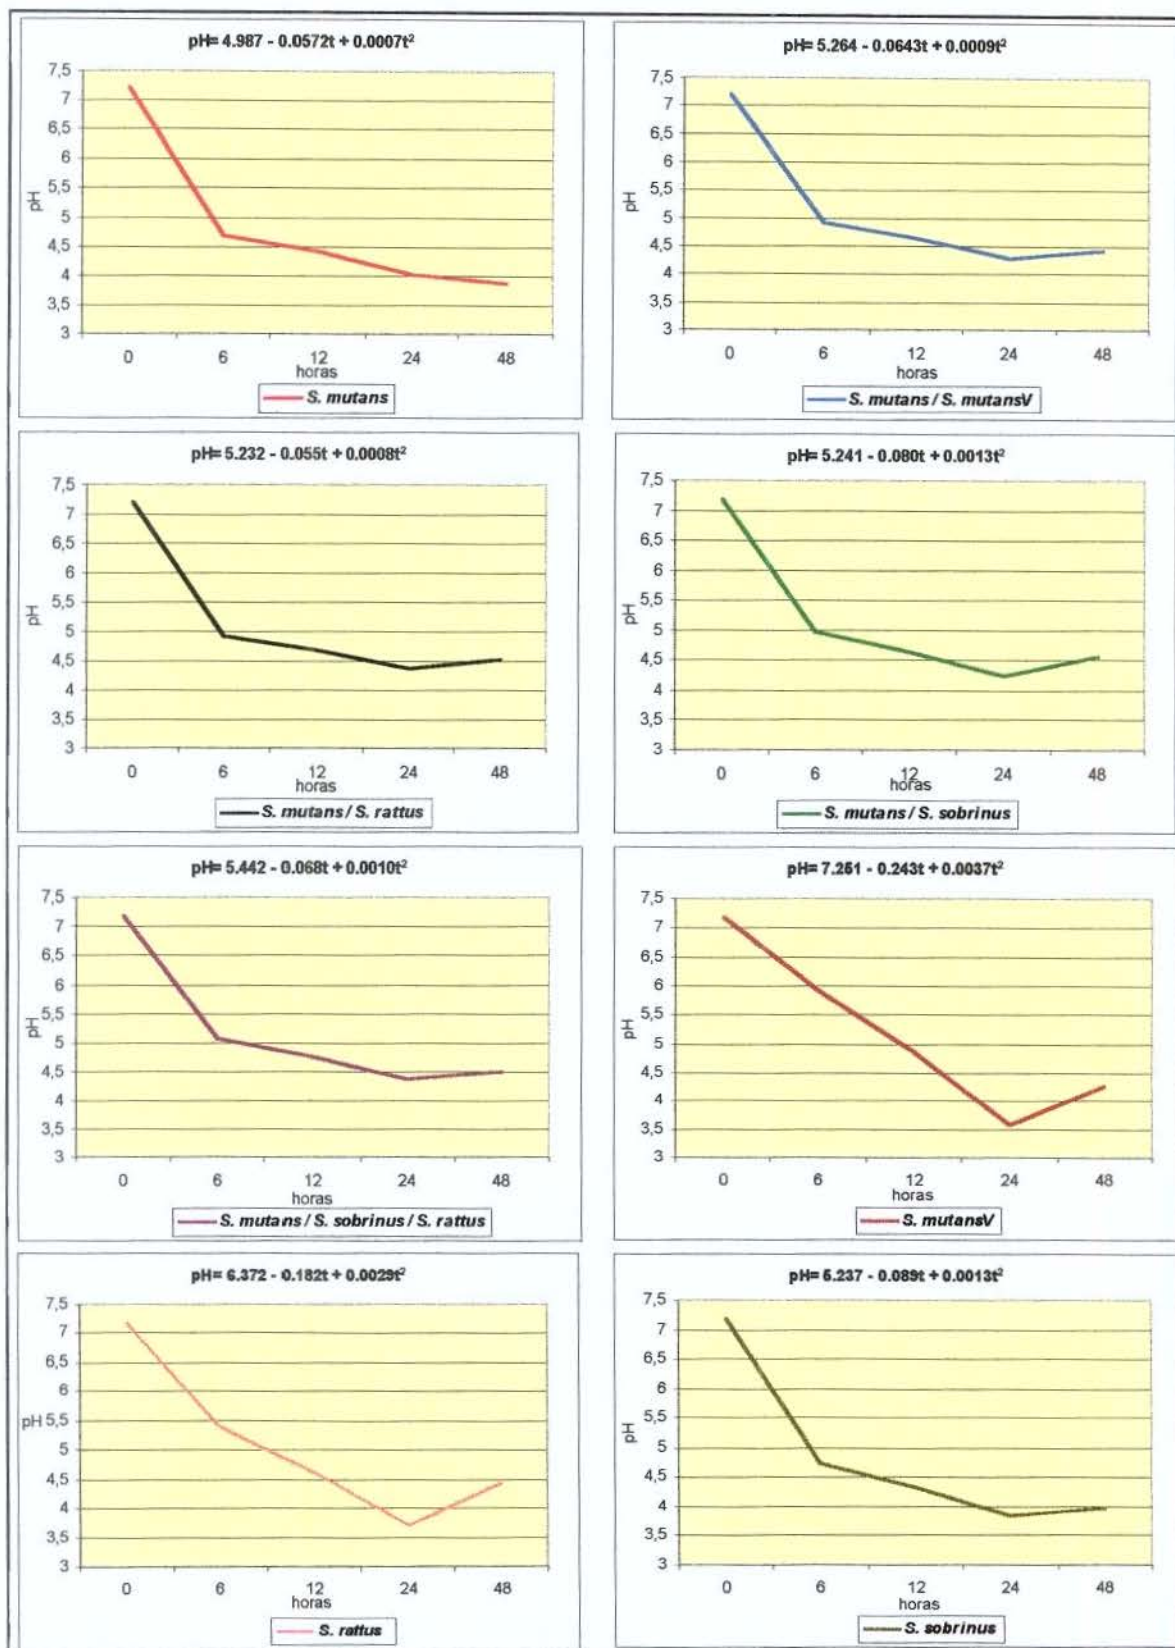 pH= 4.987 - 0.0572t + 0.0007t²
7,5
7
6,5
6
5,5
5
4,5
4
3,5
3
pH
0 6 12 24 48
horas
S. mutans
pH= 5.264 - 0.0643t + 0.0009t²
7,5
7
6,5
6
5,5
5
4,5
4
3,5
3
pH
0 6 12 24 48
horas
S. mutans / S. mutansV
pH= 5.232 - 0.055t + 0.0008t²
7,5
7
6,5
6
5,5
5
4,5
4
3,5
3
pH
0 6 12 24 48
horas
S. mutans / S. rattus
pH= 5.241 - 0.080t + 0.0013t²
7,5
7
6,5
6
5,5
5
4,5
4
3,5
3
pH
0 6 12 24 48
horas
S. mutans / S. sobrinus
pH= 5.442 - 0.068t + 0.0010t²
7,5
7
6,5
6
5,5
5
4,5
4
3,5
3
pH
0 6 12 24 48
horas
S. mutans / S. sobrinus / S. rattus
pH= 7.251 - 0.243t + 0.0037t²
7,5
7
6,5
6
5,5
5
4,5
4
3,5
3
pH
0 6 12 24 48
horas
S. mutansV
pH= 6.372 - 0.182t + 0.0029t²
7,5
7
6,5
6
5,5
5
4,5
4
3,5
3
pH
0 6 12 24 48
horas
S. rattus
pH= 5.237 - 0.089t + 0.0013t²
7,5
7
6,5
6
5,5
5
4,5
4
3,5
3
pH
0 6 12 24 48
horas
S. sobrinus